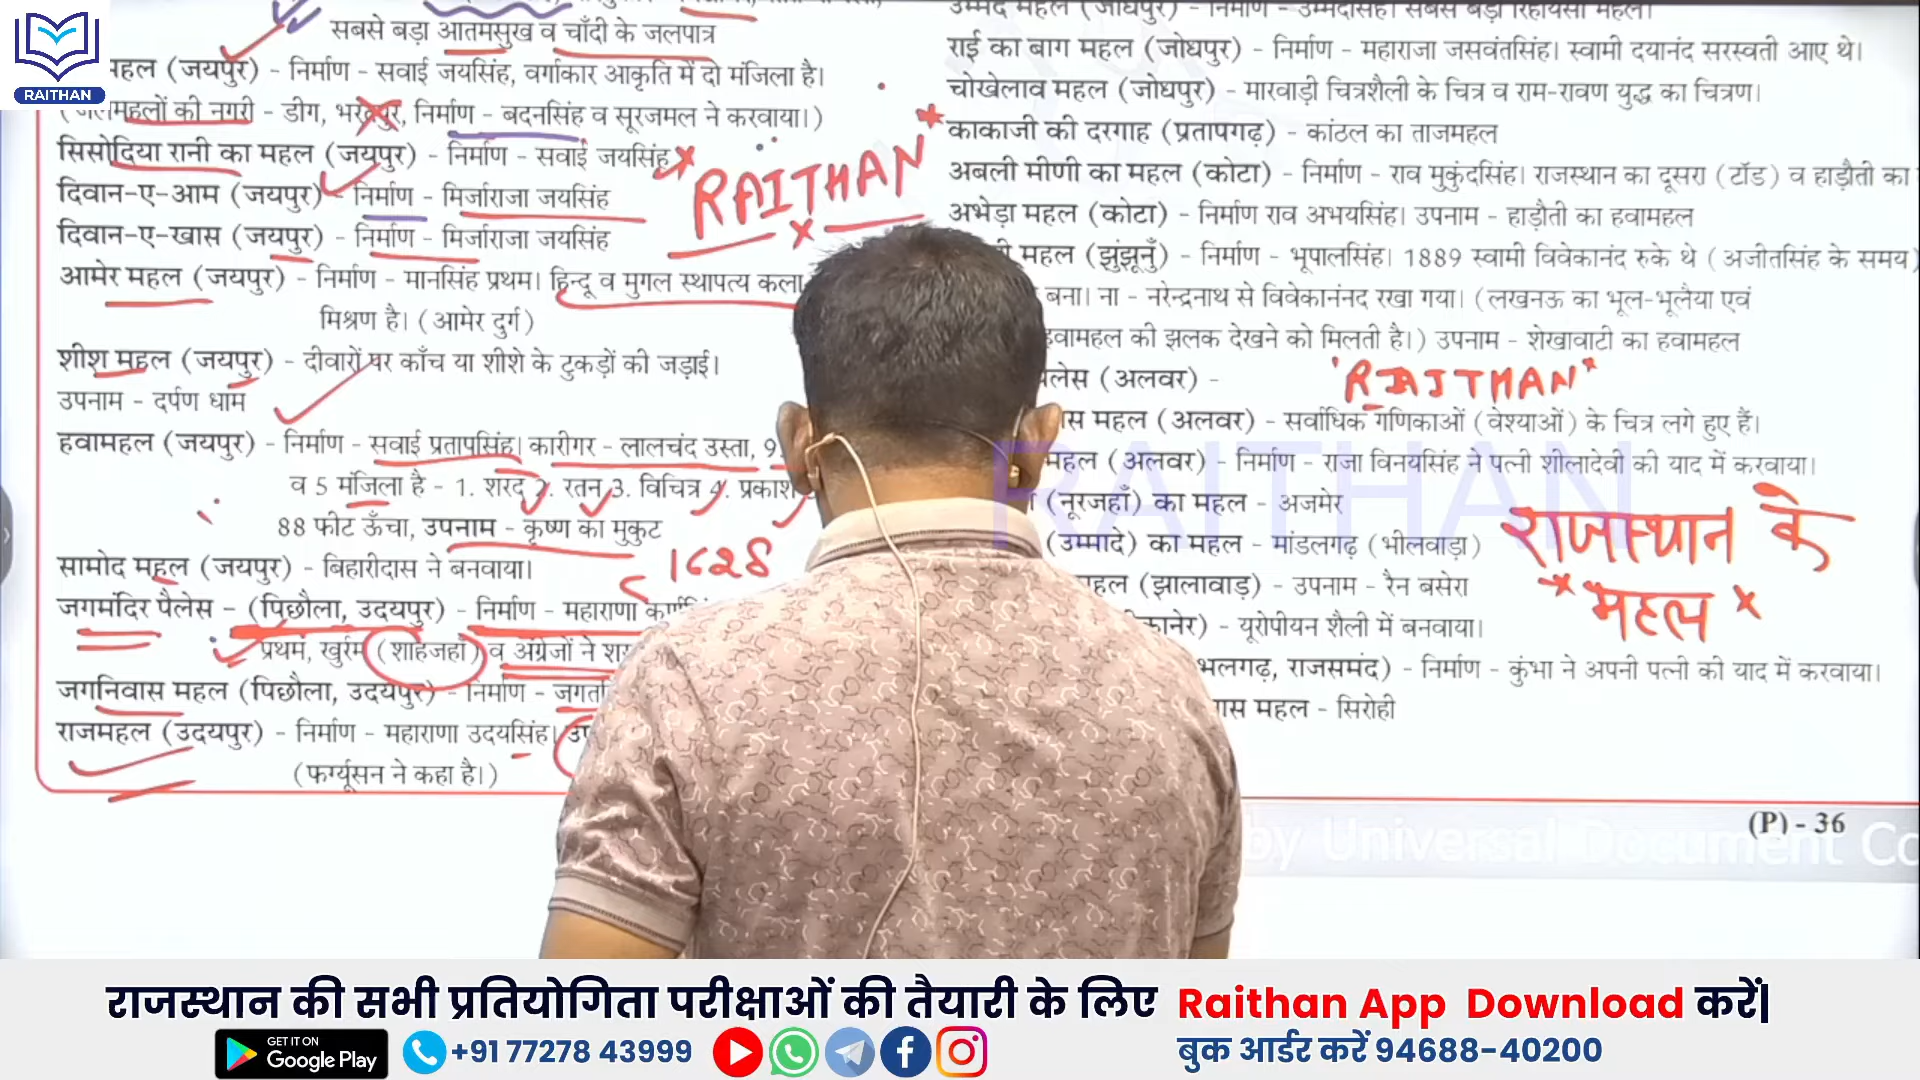 RAITHAN
सबसे बड़ा आतमसुख व चाँदी के जलपात्र
महल (जयपुर) - निर्माण - सवाई जयसिंह, वर्गाकार आकृति में दो मंजिला है।
महलों की नगरी - डीग, भरतपुर, निर्माण - बदनसिंह व सूरजमल ने करवाया।)
सिसोदिया रानी का महल (जयपुर) - निर्माण - सवाई जयसिंह
दिवान-ए-आम (जयपुर) - निर्माण - मिर्जाराजा जयसिंह
दिवान-ए-खास (जयपुर) - निर्माण - मिर्जाराजा जयसिंह
आमेर महल (जयपुर) - निर्माण - मानसिंह प्रथम। हिन्दू व मुगल स्थापत्य कला
मिश्रण है। (आमेर दुर्ग)
शीश महल (जयपुर) - दीवारों पर काँच या शीशे के टुकड़ों की जड़ाई।
उपनाम - दर्पण धाम
हवामहल (जयपुर) - निर्माण - सवाई प्रतापसिंह। कारीगर - लालचंद उस्ता, 9
व 5 मंजिला है - 1. शरद 2. रतन 3. विचित्र 4. प्रकाश
88 फीट ऊँचा, उपनाम - कृष्ण का मुकुट
सामोद महल (जयपुर) - बिहारीदास ने बनवाया।
1628
जगमंदिर पैलेस - (पिछौला, उदयपुर) - निर्माण - महाराणा
प्रथम, खुर्रम (शाहजहाँ) व अंग्रेजों ने
जगनिवास महल (पिछौला, उदयपुर) - निर्माण -
राजमहल (उदयपुर) - निर्माण - महाराणा उदयसिंह।
(फर्ग्यूसन ने कहा है।)
RAITHAN
उम्मेद महल (जोधपुर) - निर्माण - उम्मेदसिंह। सबसे बड़ा रिहायसी महल।
राई का बाग महल (जोधपुर) - निर्माण - महाराजा जसवंतसिंह। स्वामी दयानंद सरस्वती आए थे।
चोखेलाव महल (जोधपुर) - मारवाड़ी चित्रशैली के चित्र व राम-रावण युद्ध का चित्रण।
काकाजी की दरगाह (प्रतापगढ़) - कांठल का ताजमहल
अबली मीणी का महल (कोटा) - निर्माण - राव मुकुंदसिंह। राजस्थान का दूसरा (टॉड) व हाड़ौती का
अभेड़ा महल (कोटा) - निर्माण राव अभयसिंह। उपनाम - हाड़ौती का हवामहल
महल (झुंझूनुँ) - निर्माण - भूपालसिंह। 1889 स्वामी विवेकानंद रुके थे (अजीतसिंह के समय)
बना। ना - नरेन्द्रनाथ से विवेकानंनद रखा गया। (लखनऊ का भूल-भूलैया एवं
हवामहल की झलक देखने को मिलती है।) उपनाम - शेखावाटी का हवामहल
पैलेस (अलवर) -
RAITHAN
महल (अलवर) - सर्वाधिक गणिकाओं (वेश्याओं) के चित्र लगे हुए हैं।
महल (अलवर) - निर्माण - राजा विनयसिंह ने पत्नी शीलादेवी की याद में करवाया।
(नूरजहाँ) का महल - अजमेर
(उम्मादे) का महल - मांडलगढ़ (भीलवाड़ा)
महल (झालावाड़) - उपनाम - रैन बसेरा
यूरोपीयन शैली में बनवाया।
राजसमंद) - निर्माण - कुंभा ने अपनी पत्नी की याद में करवाया।
महल - सिरोही
राजस्थान के
महल
RAITHAN
(P) - 36
by Universal Document Co
राजस्थान की सभी प्रतियोगिता परीक्षाओं की तैयारी के लिए Raithan App Download करें|
GET IT ON
Google Play
+91 77278 43999
बुक आर्डर करें 94688-40200